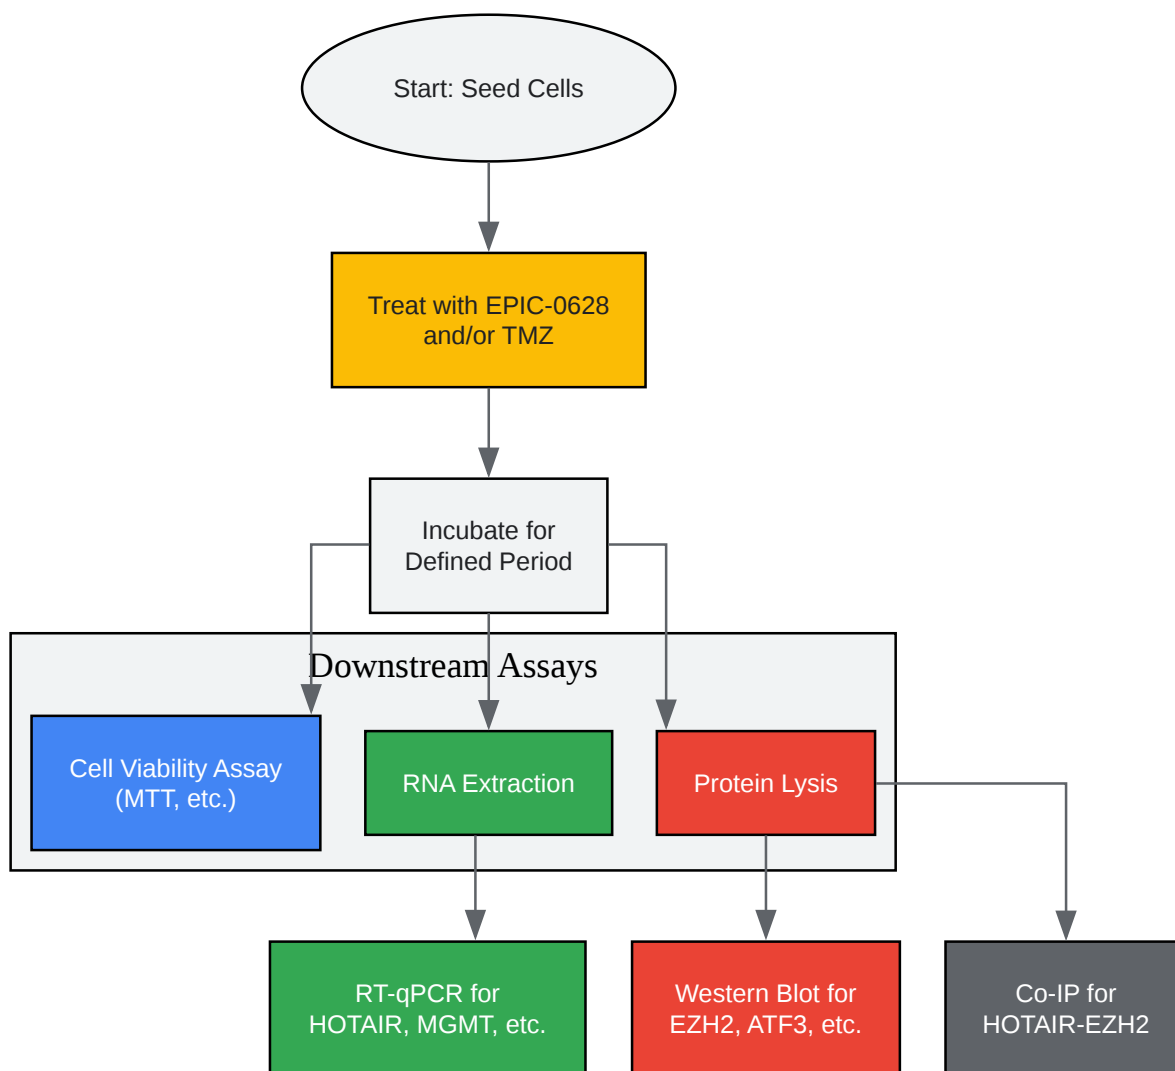 Start: Seed Cells
Treat with EPIC-0628
and/or TMZ
Incubate for
Defined Period
Downstream Assays
Cell Viability Assay
(MTT, etc.)
RNA Extraction
Protein Lysis
RT-qPCR for
HOTAIR, MGMT, etc.
Western Blot for
EZH2, ATF3, etc.
Co-IP for
HOTAIR-EZH2